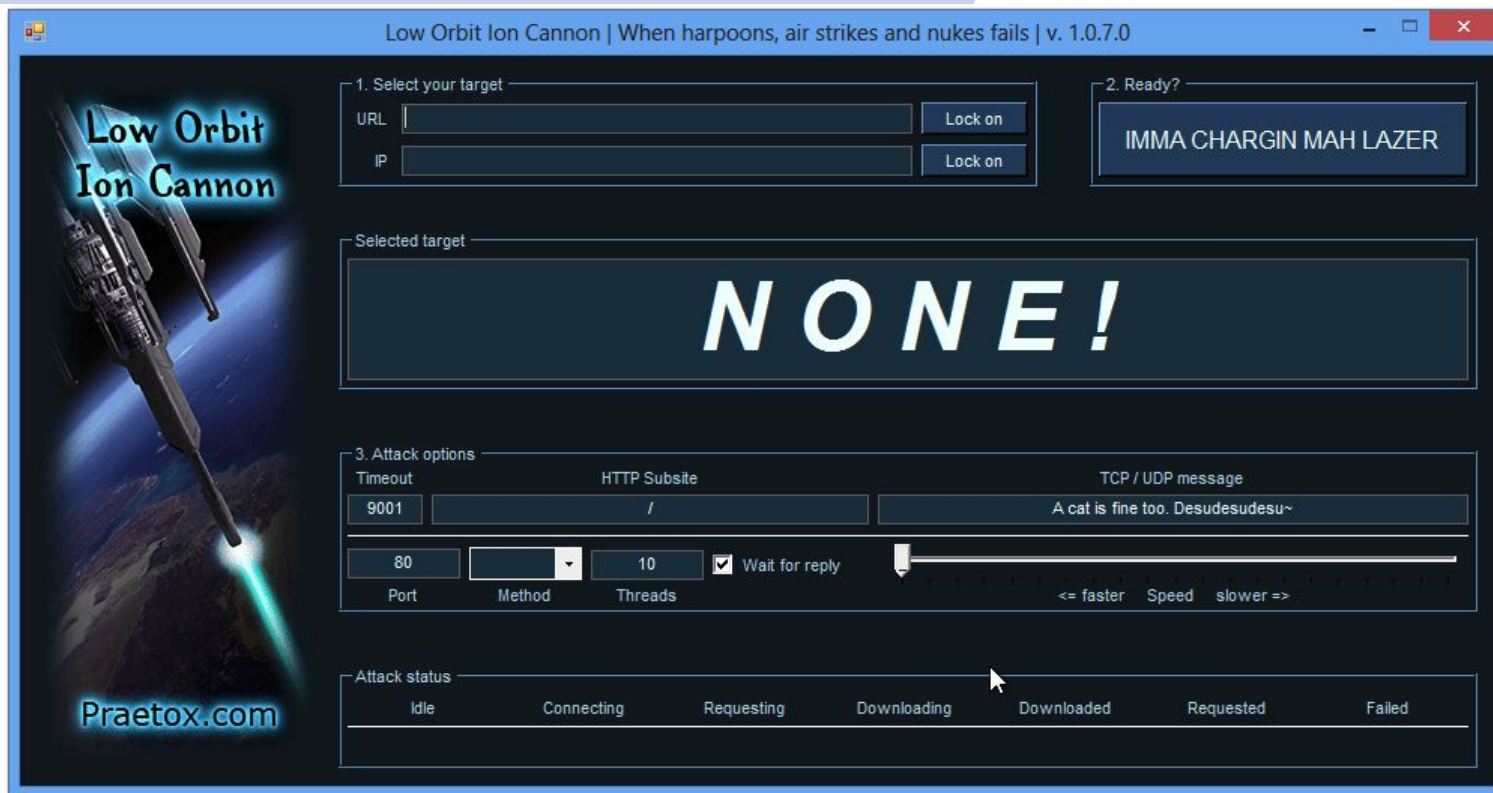 Low Orbit Ion Cannon | When harpoons, air strikes and nukes fails | v. 1.0.7.0
Low Orbit
Ion Cannon
Praetox.com
1. Select your target
URL Lock on
IP Lock on
2. Ready?
IMMA CHARGIN MAH LAZER
Selected target
NONE!
3. Attack options
Timeout HTTP Subsite TCP / UDP message
9001 / A cat is fine too. Desudesudesu~
80 10 Wait for reply
Port Method Threads <= faster Speed slower =>
Attack status
Idle Connecting Requesting Downloading Downloaded Requested Failed